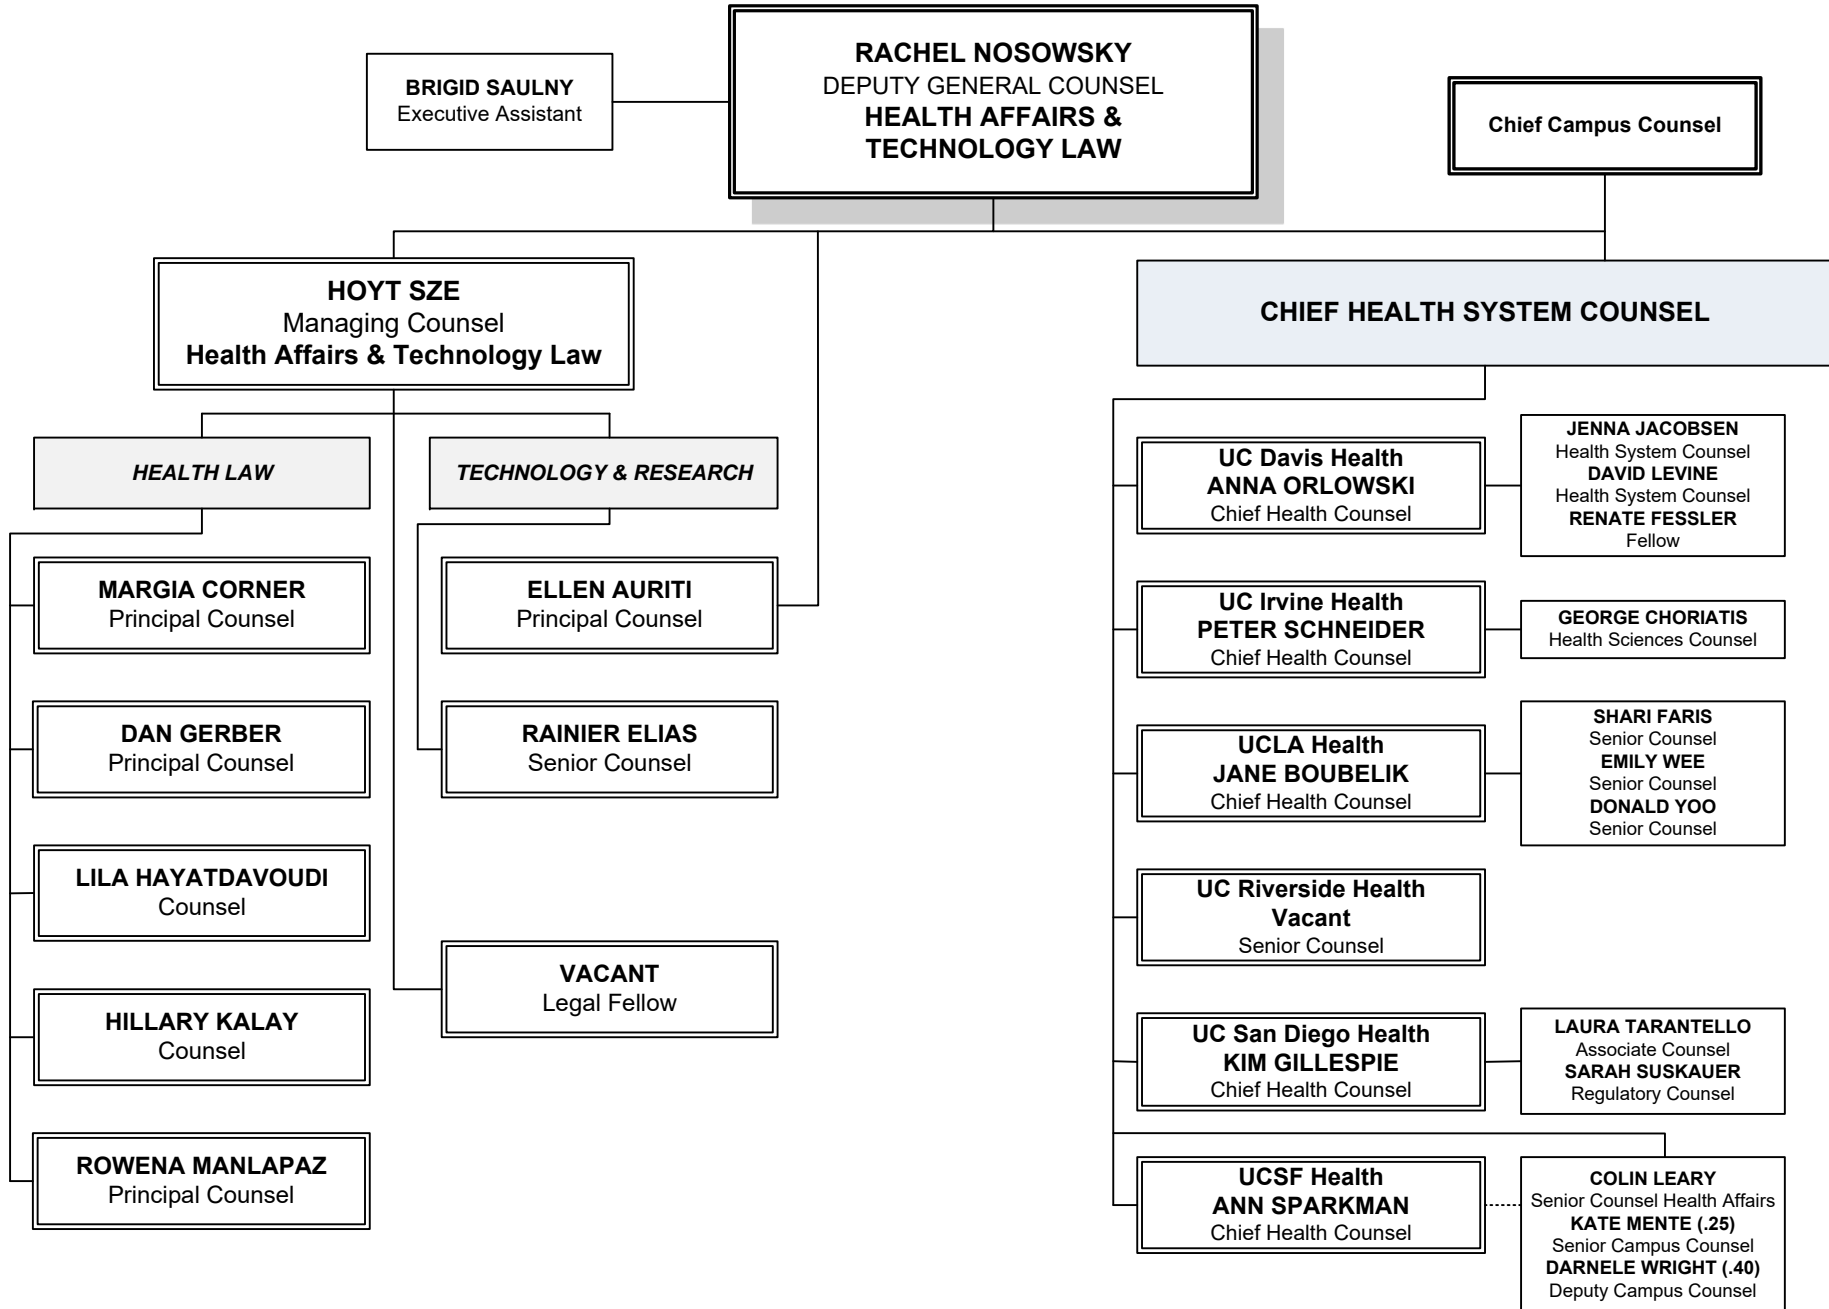 BRIGID SAULNY
Executive Assistant
RACHEL NOSOWSKY
DEPUTY GENERAL COUNSEL
HEALTH AFFAIRS &
TECHNOLOGY LAW
Chief Campus Counsel
HOYT SZE
Managing Counsel
Health Affairs & Technology Law
CHIEF HEALTH SYSTEM COUNSEL
HEALTH LAW
TECHNOLOGY & RESEARCH
MARGIA CORNER
Principal Counsel
DAN GERBER
Principal Counsel
LILA HAYATDAVOUDI
Counsel
HILLARY KALAY
Counsel
ROWENA MANLAPAZ
Principal Counsel
ELLEN AURITI
Principal Counsel
RAINIER ELIAS
Senior Counsel
VACANT
Legal Fellow
UC Davis Health
ANNA ORLOWSKI
Chief Health Counsel
JENNA JACOBSEN
Health System Counsel
DAVID LEVINE
Health System Counsel
RENATE FESSLER
Fellow
UC Irvine Health
PETER SCHNEIDER
Chief Health Counsel
GEORGE CHORIATIS
Health Sciences Counsel
UCLA Health
JANE BOUBELIK
Chief Health Counsel
SHARI FARIS
Senior Counsel
EMILY WEE
Senior Counsel
DONALD YOO
Senior Counsel
UC Riverside Health
Vacant
Senior Counsel
UC San Diego Health
KIM GILLESPIE
Chief Health Counsel
LAURA TARANTELLO
Associate Counsel
SARAH SUSKAUER
Regulatory Counsel
UCSF Health
ANN SPARKMAN
Chief Health Counsel
COLIN LEARY
Senior Counsel Health Affairs
KATE MENTE (.25)
Senior Campus Counsel
DARNELE WRIGHT (.40)
Deputy Campus Counsel